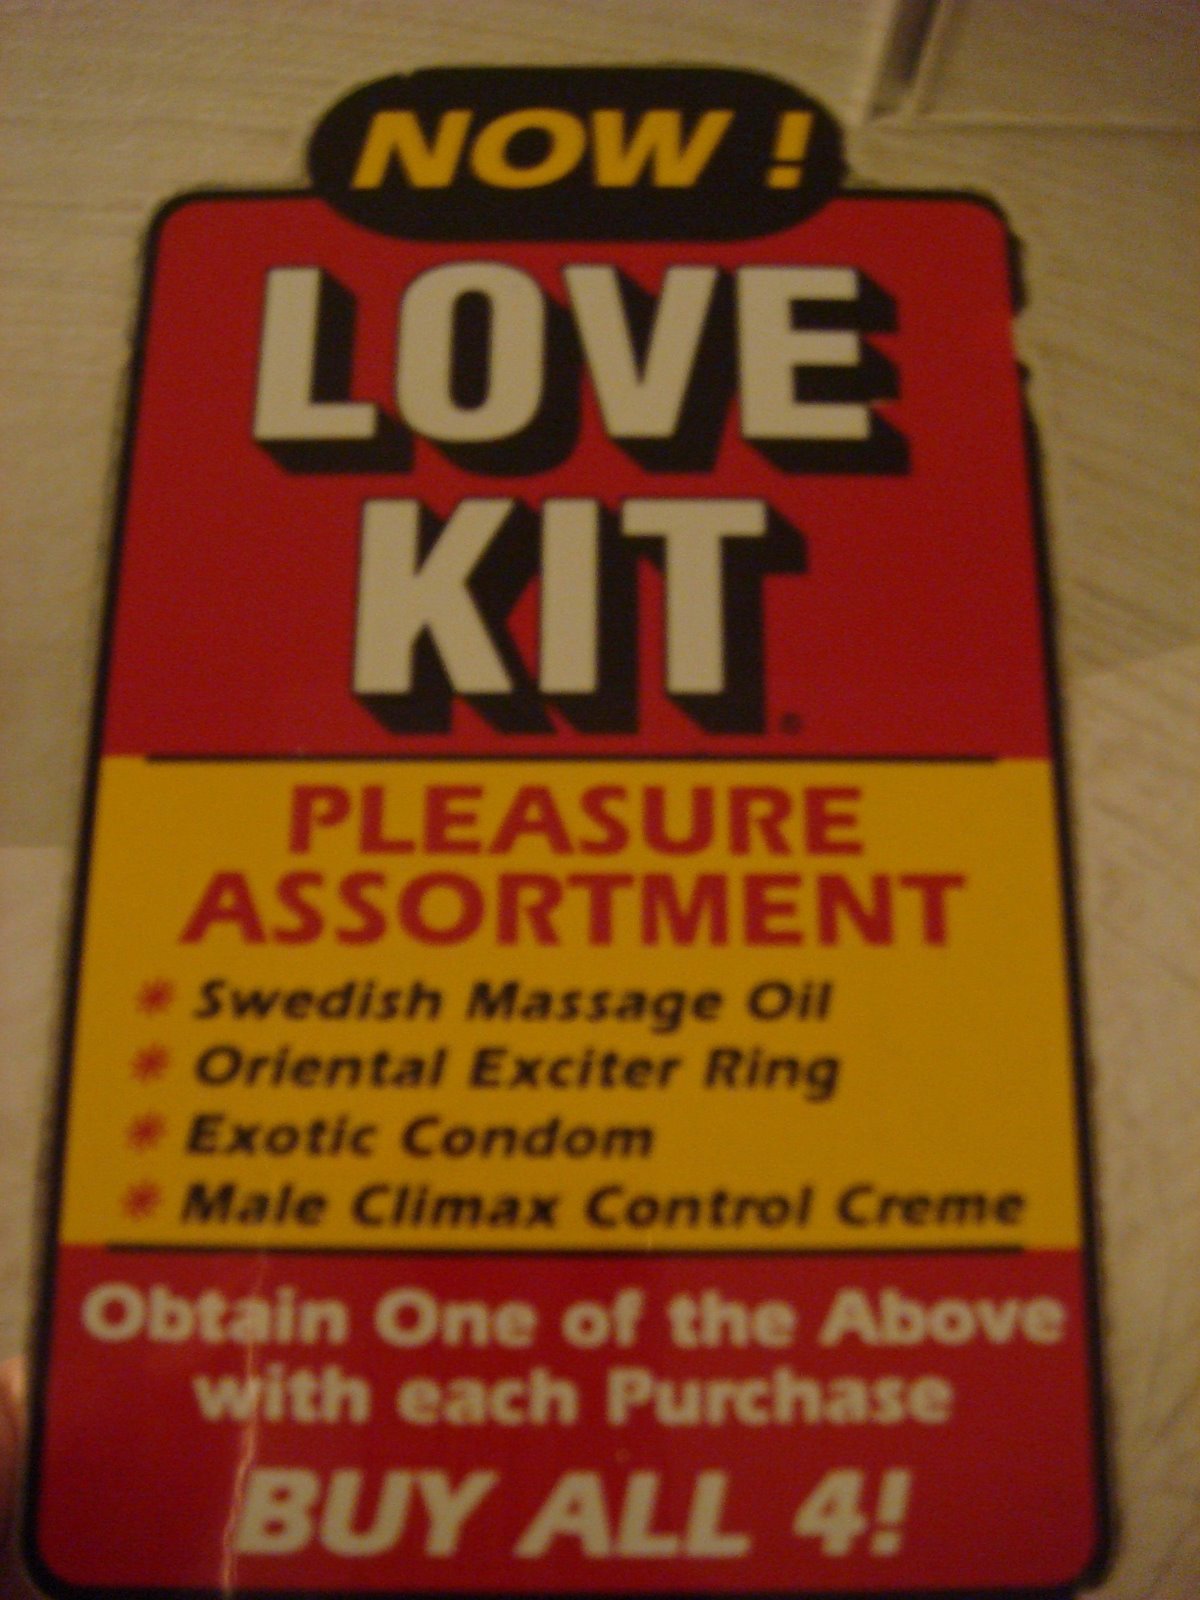 NOW !
LOVE
KIT®
PLEASURE
ASSORTMENT
* Swedish Massage Oil
* Oriental Exciter Ring
* Exotic Condom
* Male Climax Control Creme
Obtain One of the Above
with each Purchase
BUY ALL 4!